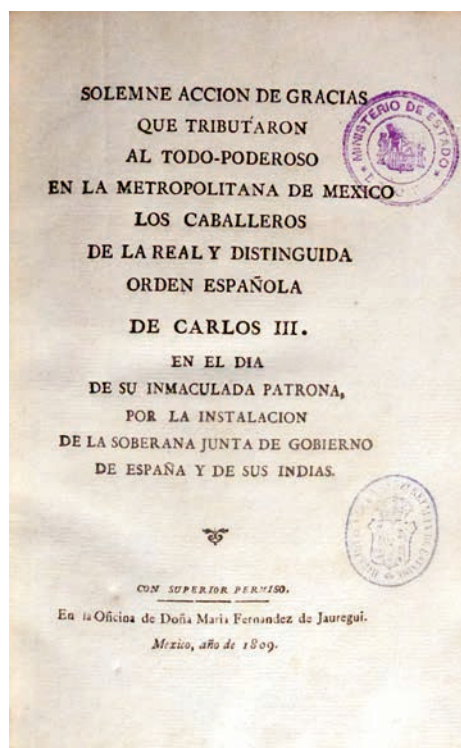 SOLEMNE ACCION DE GRACIAS
QUE TRIBUTARON
AL TODO-PODEROSO
EN LA METROPOLITANA DE MEXICO
LOS CABALLEROS
DE LA REAL Y DISTINGUIDA
ORDEN ESPAÑOLA
DE CARLOS III.
EN EL DIA
DE SU INMACULADA PATRONA,
POR LA INSTALACION
DE LA SOBERANA JUNTA DE GOBIERNO
DE ESPAÑA Y DE SUS INDIAS.
CON SUPERIOR PERMISO.
En la Oficina de Doña Maria Fernandez de Jauregui.
Mexico, año de 1809.
MINISTERIO DE ESTADO